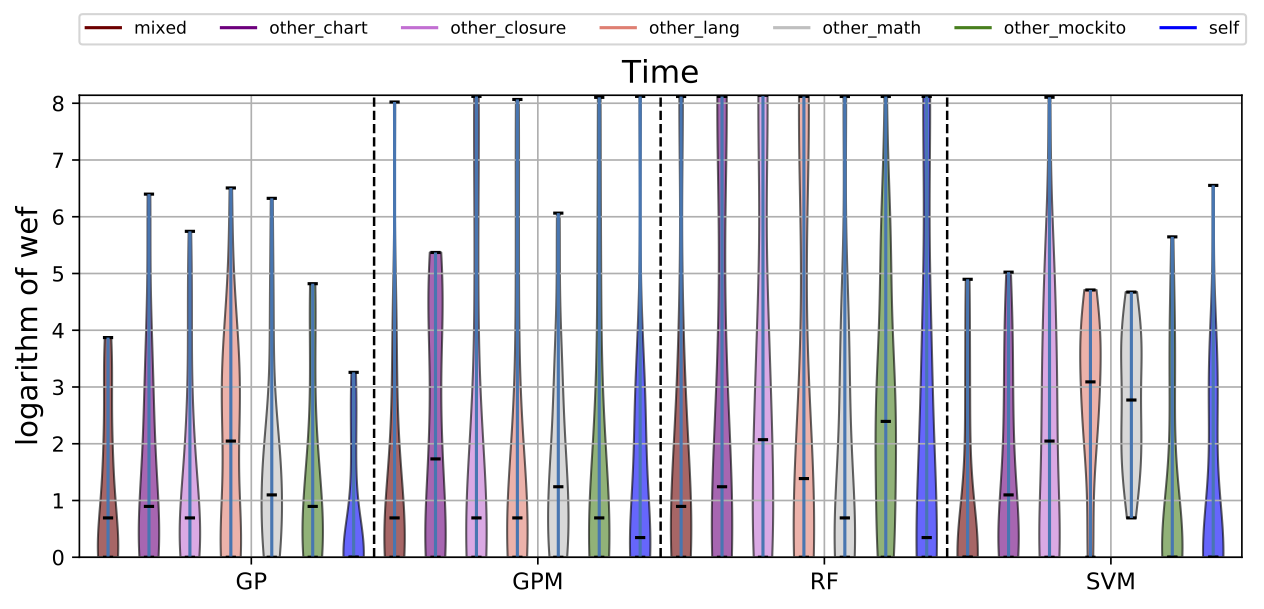 mixed other_chart other_closure other_lang other_math other_mockito self
Time
logarithm of wef
8
7
6
5
4
3
2
1
0
GP GPM RF SVM